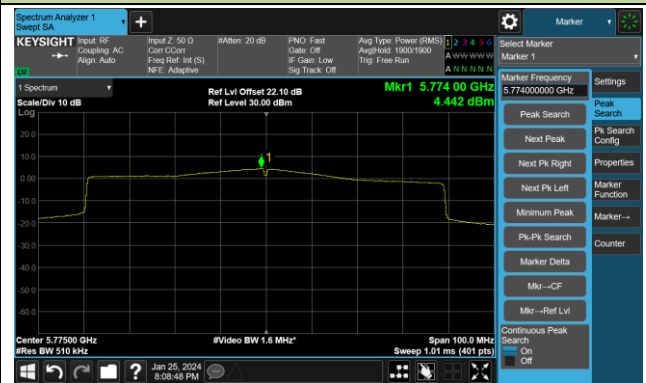 Spectrum Analyzer 1
Swept SA
Marker
KEYSIGHT
Input: RF
Coupling: AC
Align: Auto
Input Z: 50 Ω
Corr CCorr
Freq Ref: Int (S)
NFE: Adaptive
#Atten: 20 dB
PNO: Fast
Gate: Off
IF Gain: Low
Sig Track: Off
Avg Type: Power (RMS)
Avg|Hold: 1900/1900
Trig: Free Run
1 2 3 4 5 6
A W W W W W
A N N N N N
LXI
Select Marker
Marker 1
1 Spectrum
Scale/Div 10 dB
Log
Ref Lvl Offset 22.10 dB
Ref Level 30.00 dBm
Mkr1 5.774 00 GHz
4.442 dBm
20.0
10.0
0.00
-10.0
-20.0
-30.0
-40.0
-50.0
-60.0
1
Center 5.77500 GHz
#Res BW 510 kHz
#Video BW 1.6 MHz*
Span 100.0 MHz
Sweep 1.01 ms (401 pts)
Marker Frequency
5.774000000 GHz
Peak Search
Next Peak
Next Pk Right
Next Pk Left
Minimum Peak
Pk-Pk Search
Marker Delta
Mkr→CF
Mkr→Ref Lvl
Continuous Peak
Search
On
Off
Settings
Peak
Search
Pk Search
Config
Properties
Marker
Function
Marker→
Counter
Jan 25, 2024
8:08:48 PM